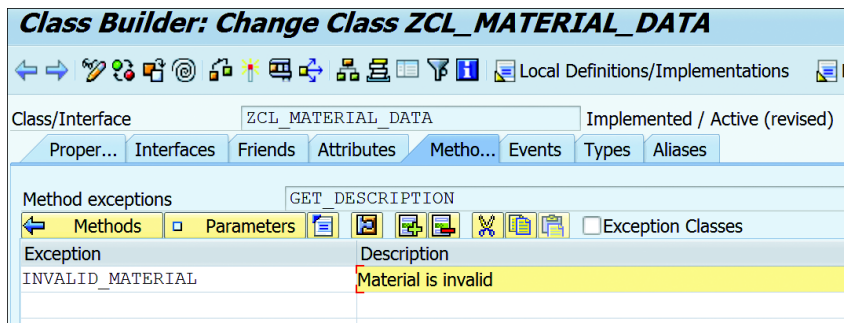 Class Builder: Change Class ZCL_MATERIAL_DATA
Local Definitions/Implementations
Class/Interface ZCL_MATERIAL_DATA Implemented / Active (revised)
Proper... Interfaces Friends Attributes Metho... Events Types Aliases
Method exceptions GET_DESCRIPTION
Methods Parameters Exception Classes
Exception Description
INVALID_MATERIAL Material is invalid